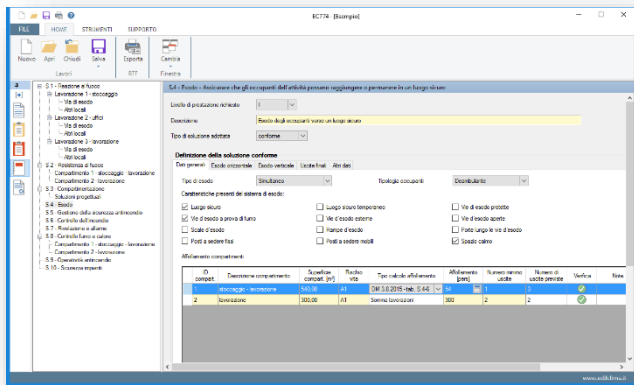 EC774 - [Esempio]
FILE HOME STRUMENTI SUPPORTO
Nuovo Apri Chiudi Salva Esporta Cambia
Lavori RTF Finestra
S.1 - Reazione al fuoco
Lavorazione 1 - stoccaggio
Vie di esodo
Altri locali
Lavorazione 2 - uffici
Vie di esodo
Altri locali
Lavorazione 3 - lavorazione
Vie di esodo
Altri locali
S.2 - Resistenza al fuoco
Compartimento 1 - stoccaggio - lavorazione
Compartimento 2 - lavorazione
S.3 - Compartimentazione
Soluzioni progettuali
S.4 - Esodo
S.5 - Gestione della sicurezza antincendio
S.6 - Controllo dell'incendio
S.7 - Rivelazione e allarme
S.8 - Controllo fumo e calore
Compartimento 1 - stoccaggio - lavorazione
Compartimento 2 - lavorazione
S.9 - Operatività antincendio
S.10 - Sicurezza impianti
S.4 - Esodo - Assicurare che gli occupanti dell'attività possano raggiungere o permanere in un luogo sicuro
Livello di prestazione richiesto I
Descrizione Esodo degli occupanti verso un luogo sicuro
Tipo di soluzione adottata conforme
Definizione della soluzione conforme
Dati generali Esodo orizzontale Esodo verticale Uscite finali Altri dati
Tipo di esodo Simultaneo Tipologia occupanti Deambulante
Caratteristiche presenti del sistema di esodo:
Luogo sicuro Luogo sicuro temporaneo Vie di esodo protette
Vie d'esodo a prova di fumo Vie d'esodo esterne Vie d'esodo aperte
Scale d'esodo Rampe d'esodo Porte lungo le vie d'esodo
Posti a sedere fissi Posti a sedere mobili Spazio calmo
Affollamento compartimenti
ID compart. Descrizione compartimento Superficie compart. [m²] Rischio vita Tipo calcolo affollamento Affollamento [pers] Numero minimo uscite Numero di uscite previste Verifica Note
1 stoccaggio - lavorazione 540,00 A1 DM 3.8.2015 - tab. S.4-6 54 1 3
2 lavorazione 300,00 A1 Somma lavorazioni 300 2 2
www.edilclima.it